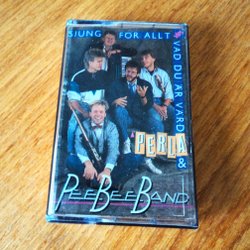 SJUNG FÖR ALLT
VAD DU ÄR VÄRD
& PERLA
PEEBEEBAND